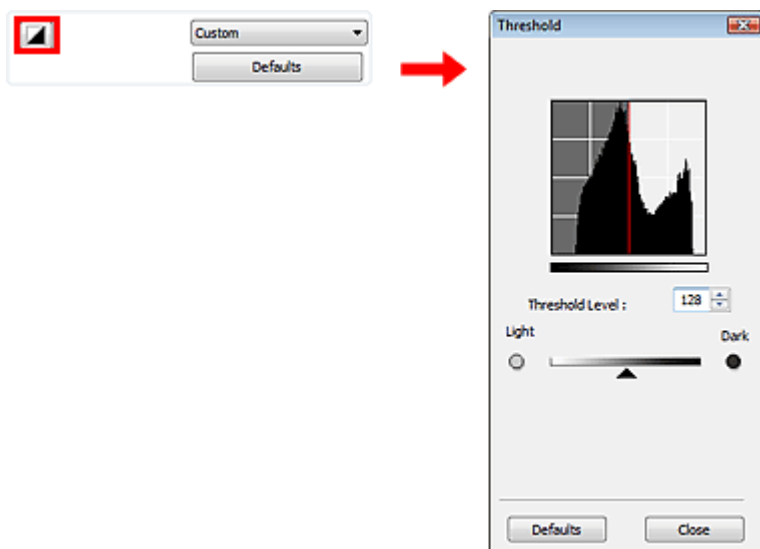 Custom
Defaults
Threshold
Threshold Level : 128
Light Dark
Defaults Close